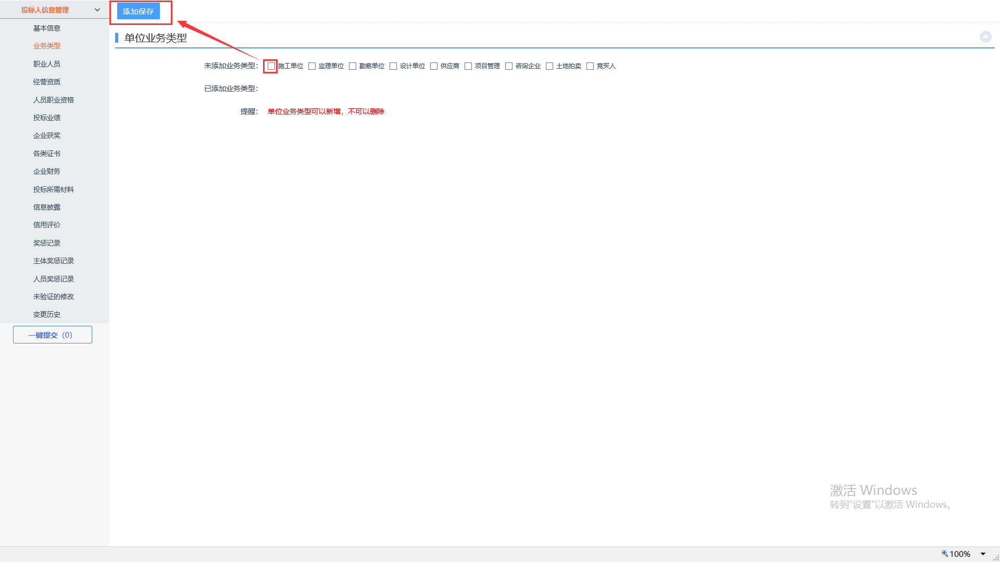 投标人信息管理
基本信息
业务类型
职业人员
经营资质
人员职业资格
投标业绩
企业获奖
各类证书
企业财务
投标所需材料
信息披露
信用评价
奖惩记录
主体奖惩记录
人员奖惩记录
未验证的修改
变更历史
一键提交（0）
添加保存
单位业务类型
未添加业务类型： 施工单位 监理单位 勘察单位 设计单位 供应商 项目管理 咨询企业 土地拍卖 竞买人
已添加业务类型：
提醒： 单位业务类型可以新增，不可以删除
激活 Windows
转到“设置”以激活 Windows。
100%